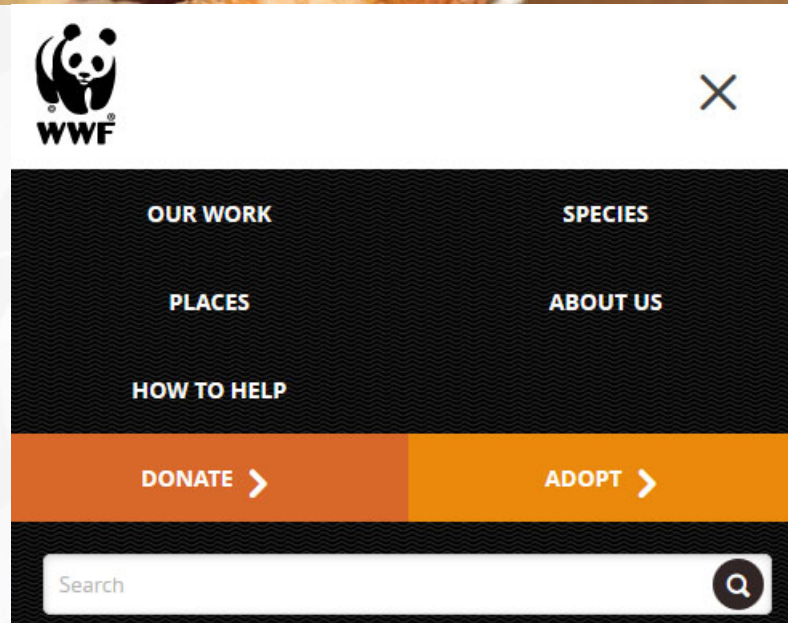 WWF
OUR WORK
SPECIES
PLACES
ABOUT US
HOW TO HELP
DONATE
ADOPT
Search